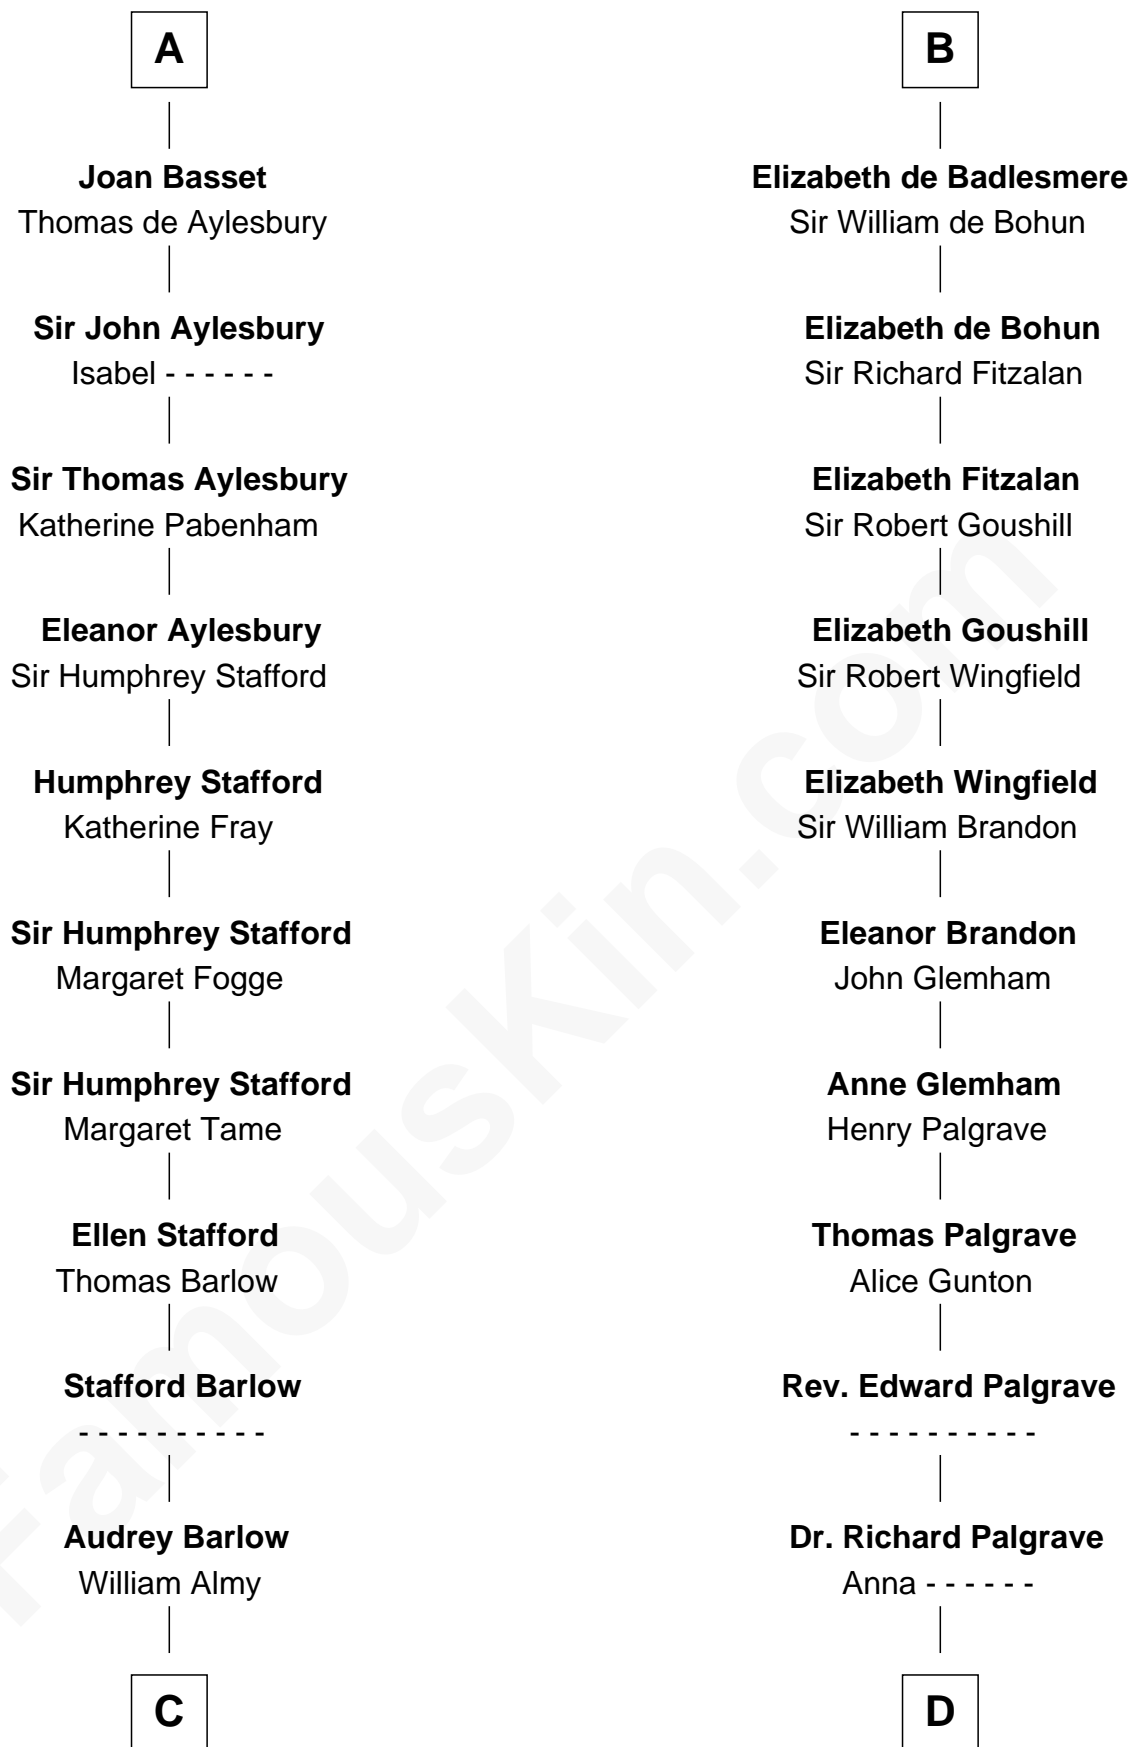 A
Joan Basset
Thomas de Aylesbury
Sir John Aylesbury
Isabel - - - - - -
Sir Thomas Aylesbury
Katherine Pabenham
Eleanor Aylesbury
Sir Humphrey Stafford
Humphrey Stafford
Katherine Fray
Sir Humphrey Stafford
Margaret Fogge
Sir Humphrey Stafford
Margaret Tame
Ellen Stafford
Thomas Barlow
Stafford Barlow
- - - - - - - - - -
Audrey Barlow
William Almy
C
B
Elizabeth de Badlesmere
Sir William de Bohun
Elizabeth de Bohun
Sir Richard Fitzalan
Elizabeth Fitzalan
Sir Robert Goushill
Elizabeth Goushill
Sir Robert Wingfield
Elizabeth Wingfield
Sir William Brandon
Eleanor Brandon
John Glemham
Anne Glemham
Henry Palgrave
Thomas Palgrave
Alice Gunton
Rev. Edward Palgrave
- - - - - - - - - -
Dr. Richard Palgrave
Anna - - - - - -
D
FamousKin.com